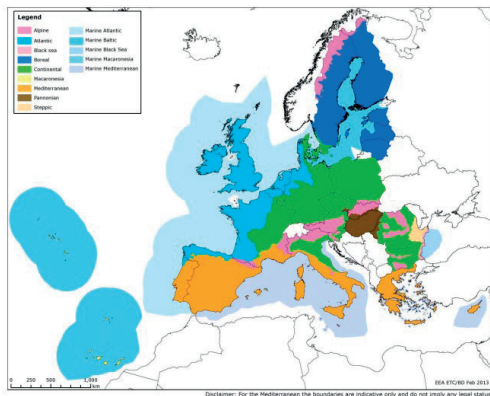 Legend
Alpine
Atlantic
Black sea
Boreal
Continental
Macaronesia
Mediterranean
Pannonian
Steppic
Marine Atlantic
Marine Baltic
Marine Black Sea
Marine Macaronesia
Marine Mediterranean
0 250 500 1,000
km
EEA ETC/BD Feb 2013
Disclaimer: For the Mediterranean the boundaries are indicative only and do not imply any legal status